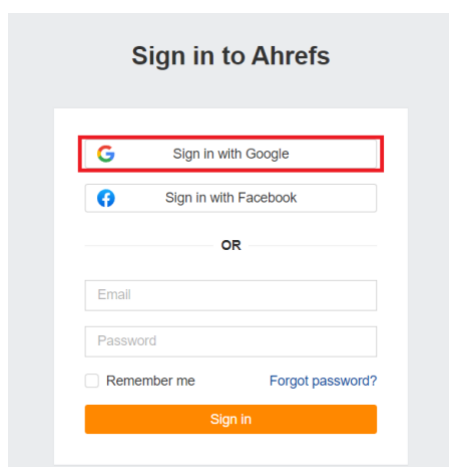 Sign in to Ahrefs
Sign in with Google
Sign in with Facebook
OR
Email
Password
Remember me Forgot password?
Sign in